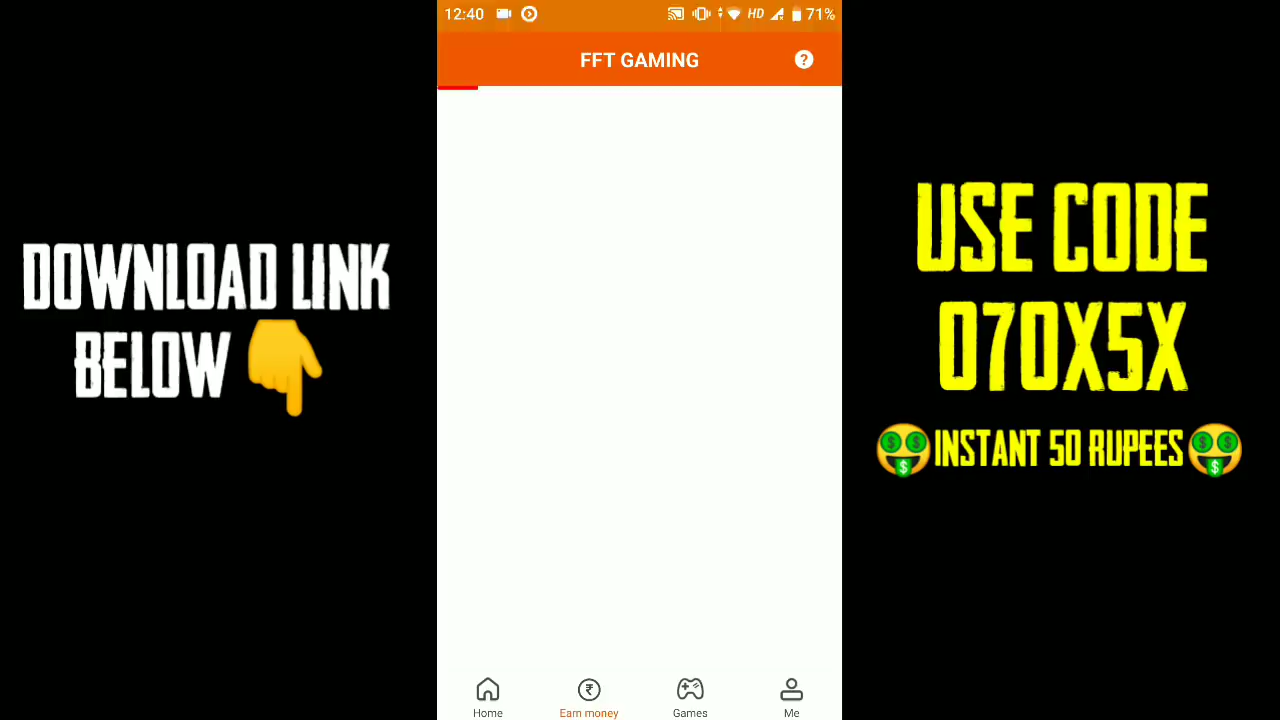 12:40 HD 71%
FFT GAMING
DOWNLOAD LINK
BELOW
USE CODE
070X5X
INSTANT 50 RUPEES
Home Earn money Games Me